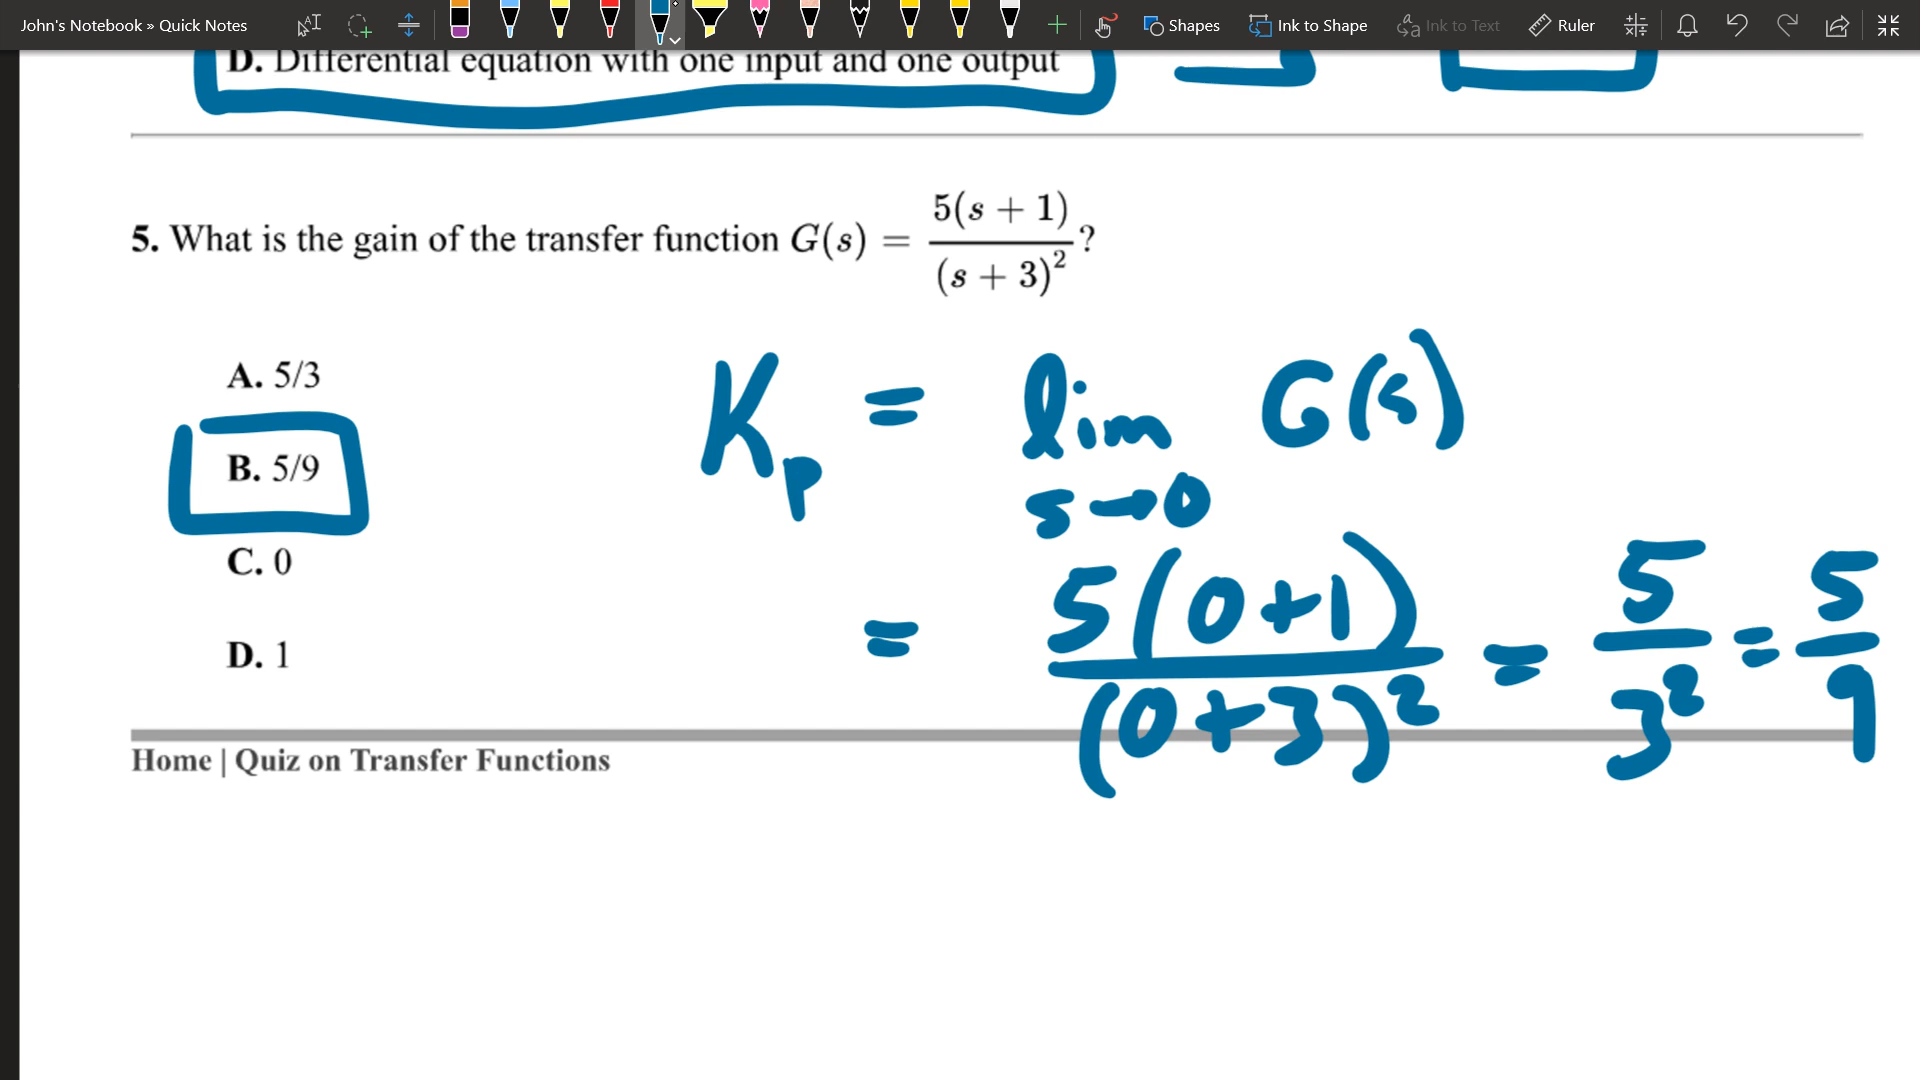 John's Notebook » Quick Notes
Shapes
Ink to Shape
Ink to Text
Ruler
D. Differential equation with one input and one output
5. What is the gain of the transfer function G(s) = 5(s + 1) / (s + 3)²?
A. 5/3
B. 5/9
C. 0
D. 1
Kp = lim G(s)
s→0
= 5(0+1) / (0+3)² = 5 / 3² = 5 / 9
Home | Quiz on Transfer Functions